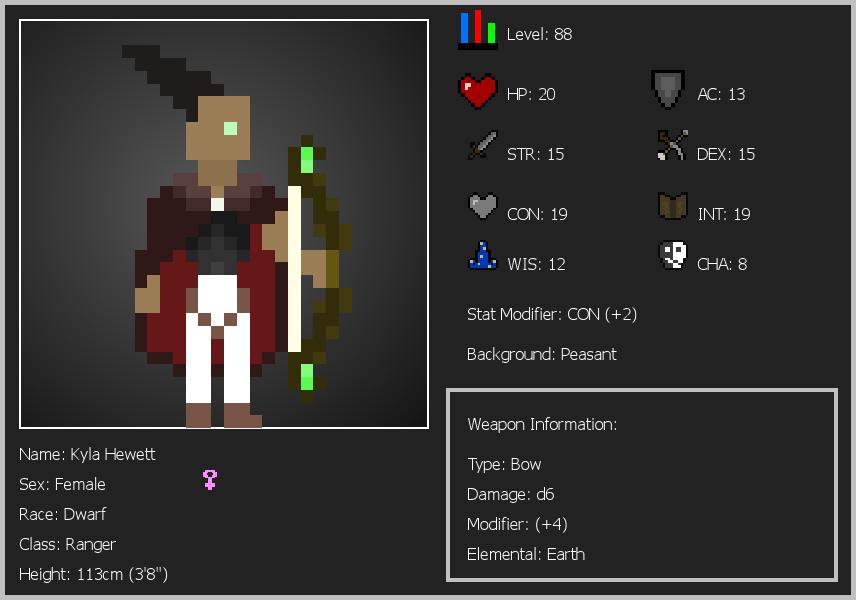 Level: 88
HP: 20
AC: 13
STR: 15
DEX: 15
CON: 19
INT: 19
WIS: 12
CHA: 8
Stat Modifier: CON (+2)
Background: Peasant
Weapon Information:
Type: Bow
Damage: d6
Modifier: (+4)
Elemental: Earth
Name: Kyla Hewett
Sex: Female
Race: Dwarf
Class: Ranger
Height: 113cm (3'8")